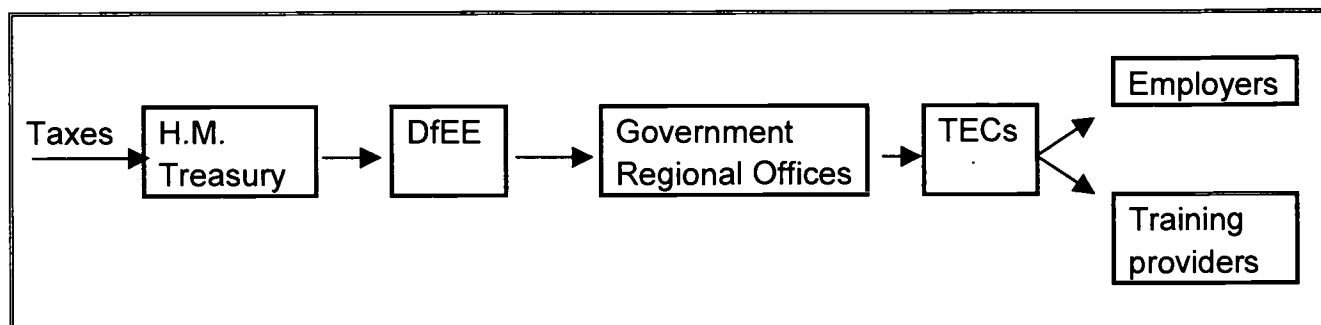 Taxes
H.M.
Treasury
DfEE
Government
Regional Offices
TECs
Employers
Training
providers